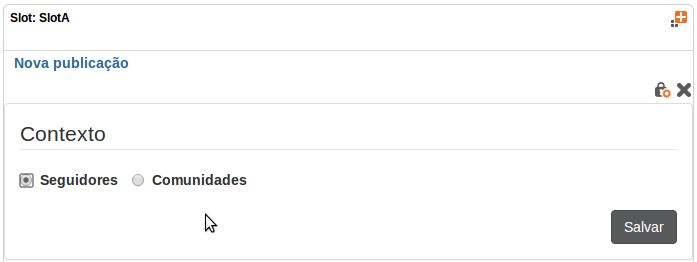 Slot: SlotA
Nova publicação
Contexto
Seguidores Comunidades
Salvar